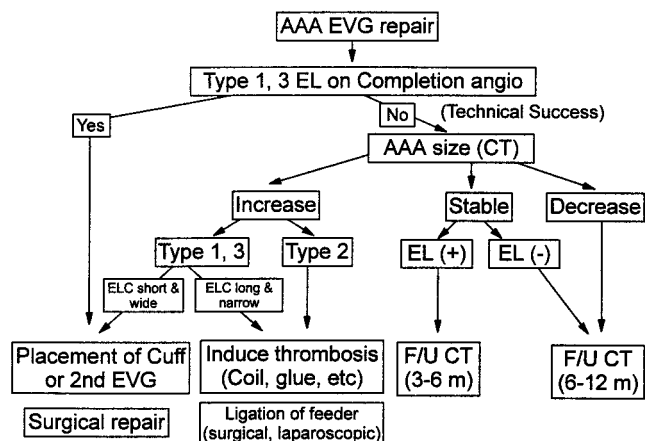 AAA EVG repair
Type 1, 3 EL on Completion angio
Yes
No
(Technical Success)
AAA size (CT)
Increase
Stable
Decrease
Type 1, 3
Type 2
EL (+)
EL (-)
ELC short &
wide
ELC long &
narrow
Placement of Cuff
or 2nd EVG
Induce thrombosis
(Coil, glue, etc)
F/U CT
(3-6 m)
F/U CT
(6-12 m)
Surgical repair
Ligation of feeder
(surgical, laparoscopic)